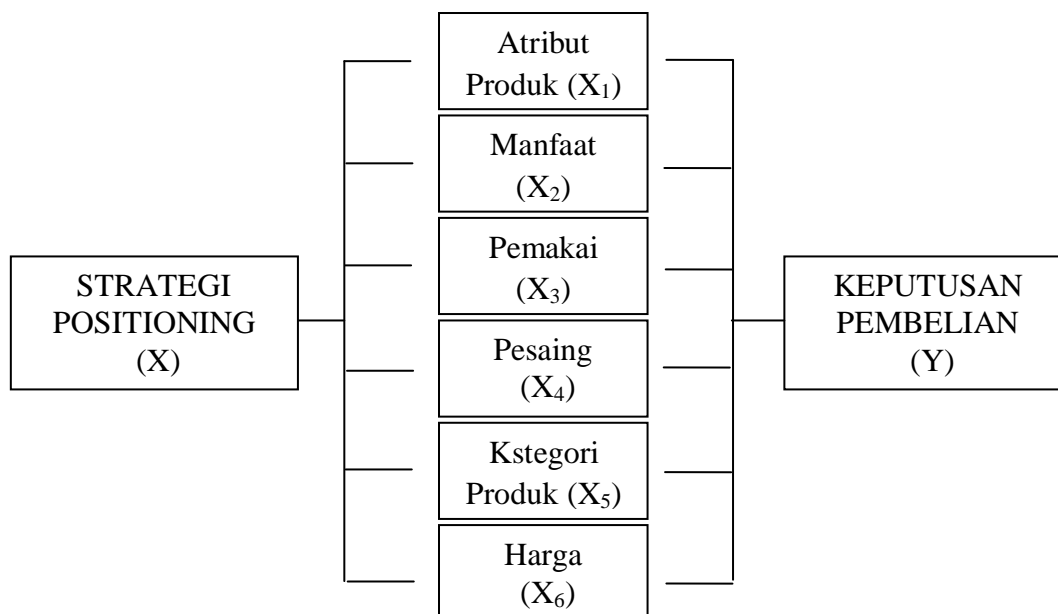 Atribut
Produk (X₁)
Manfaat
(X₂)
Pemakai
(X₃)
STRATEGI
POSITIONING
(X)
KEPUTUSAN
PEMBELIAN
(Y)
Pesaing
(X₄)
Kstegori
Produk (X₅)
Harga
(X₆)